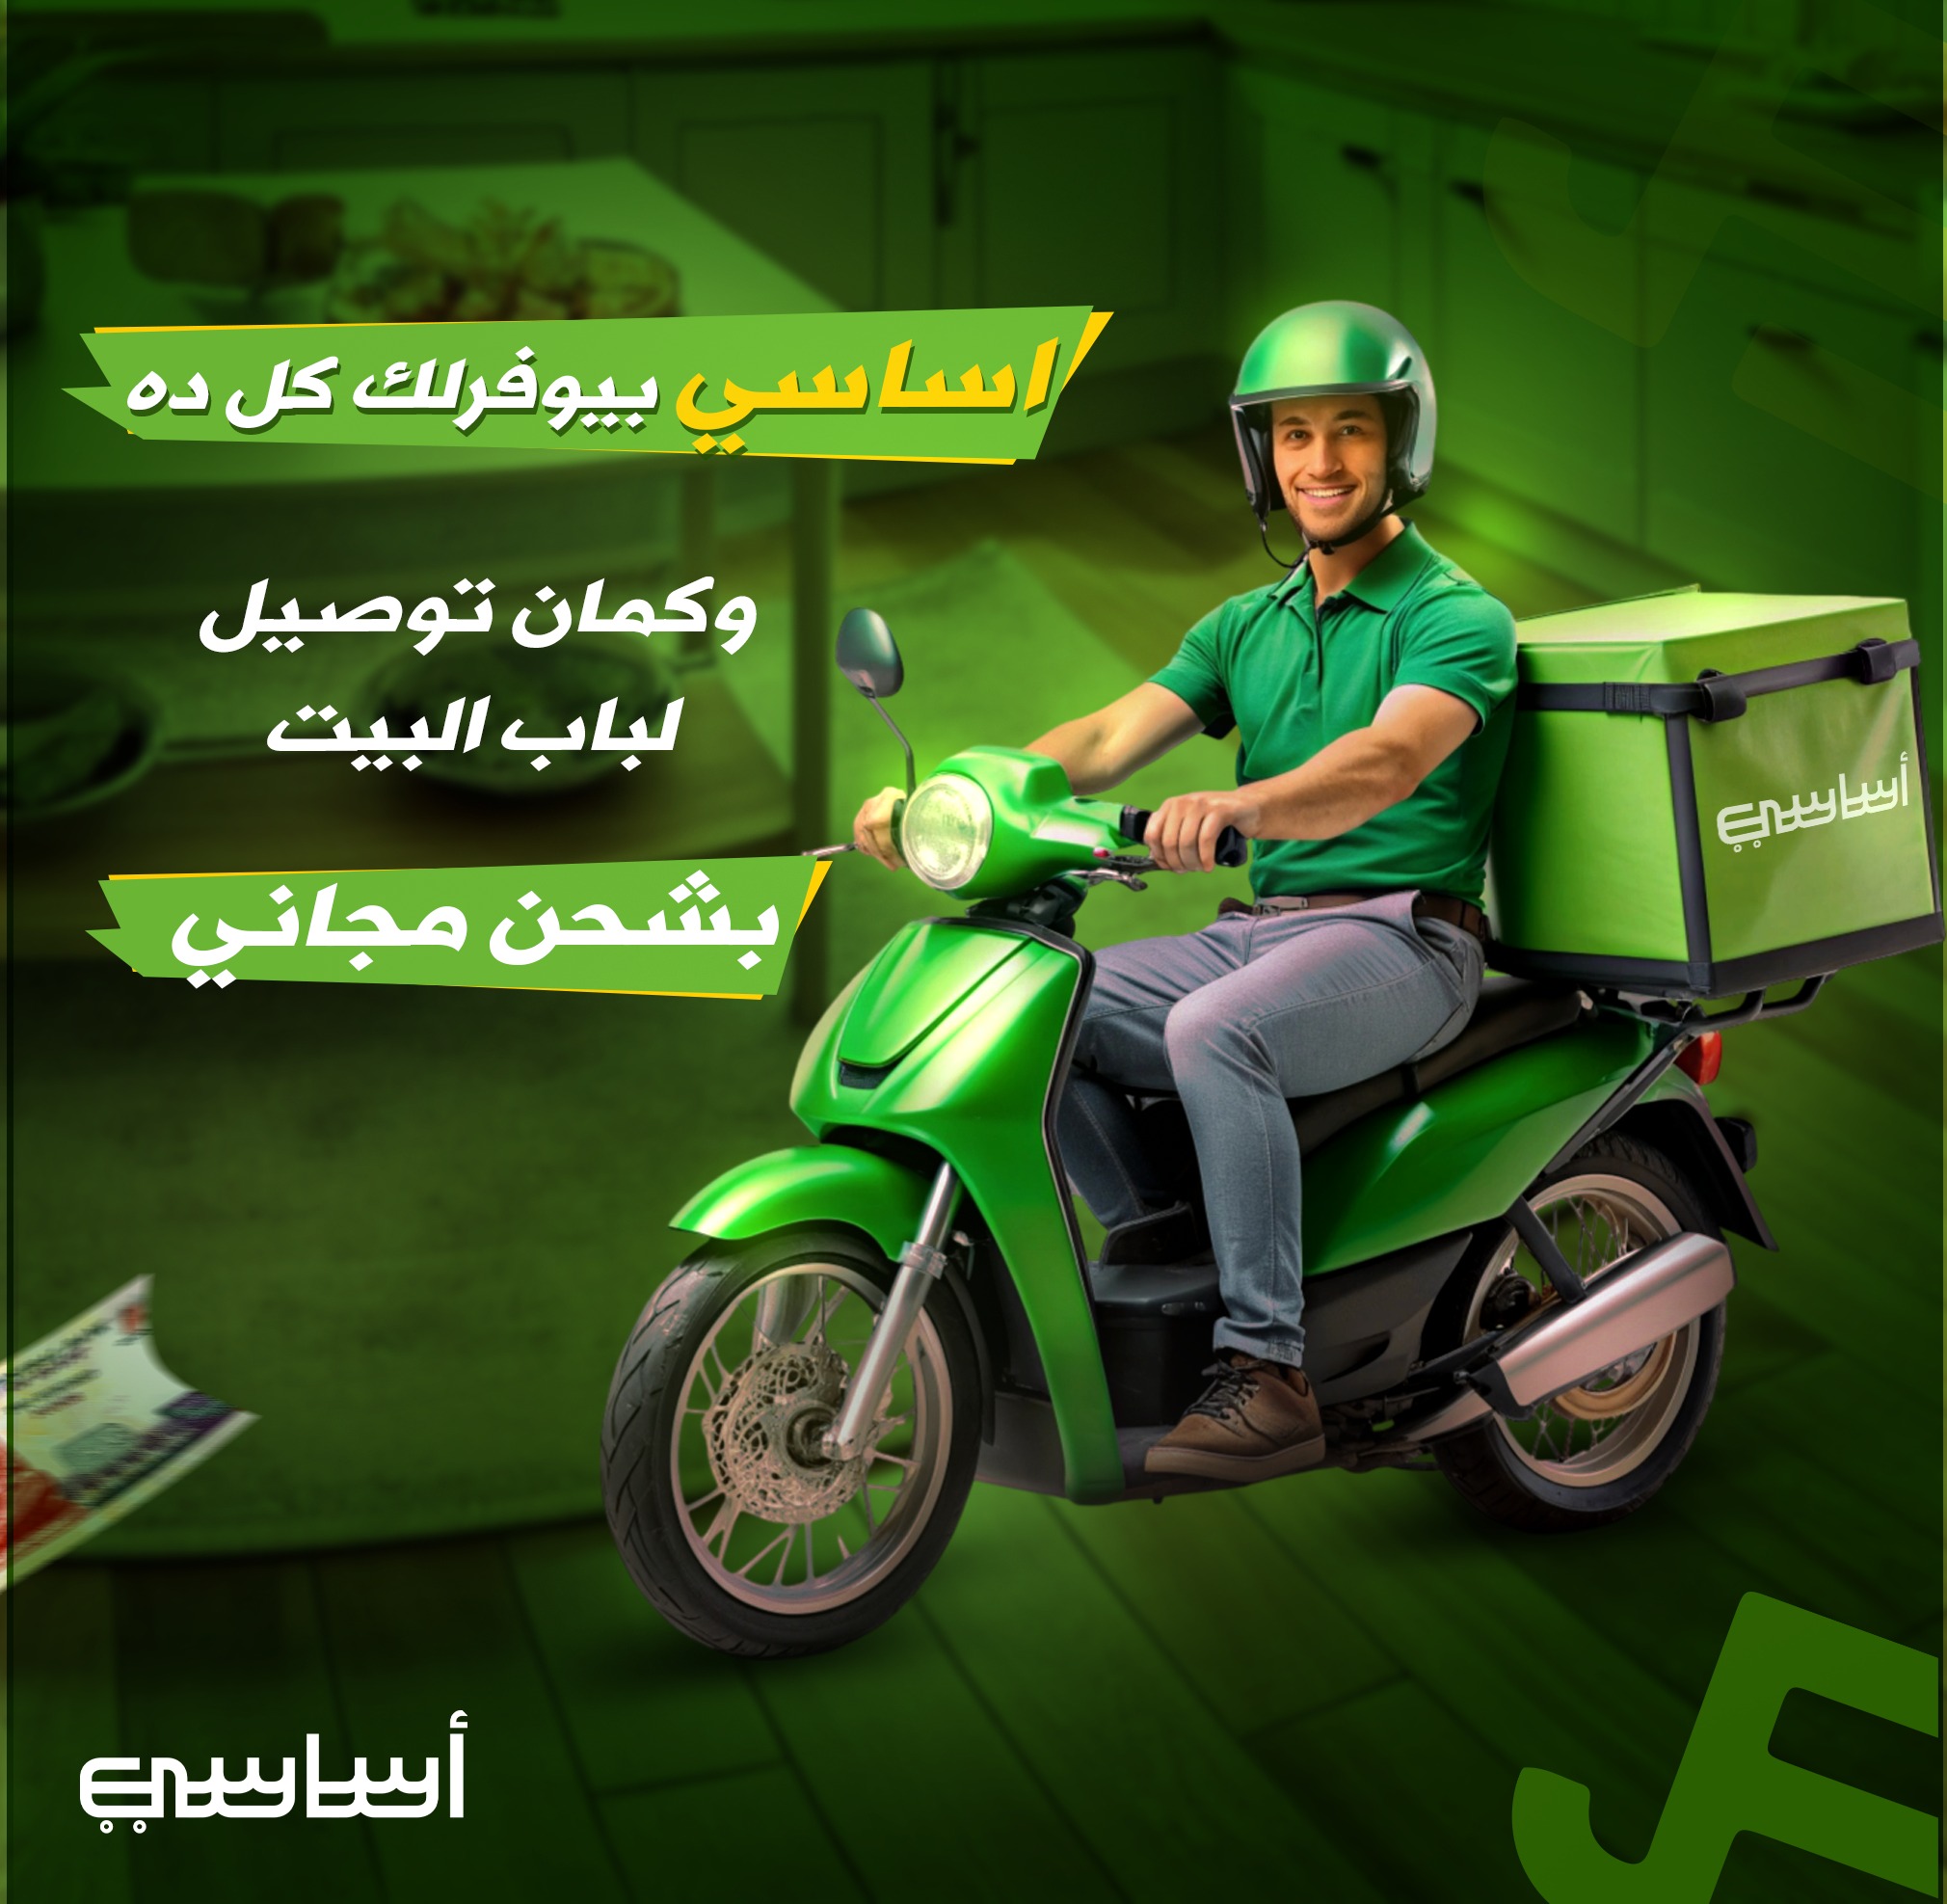 اساسي بيوفرلك كل ده
وكمان توصيل
لباب البيت
بشحن مجاني
أساسي
أساسي